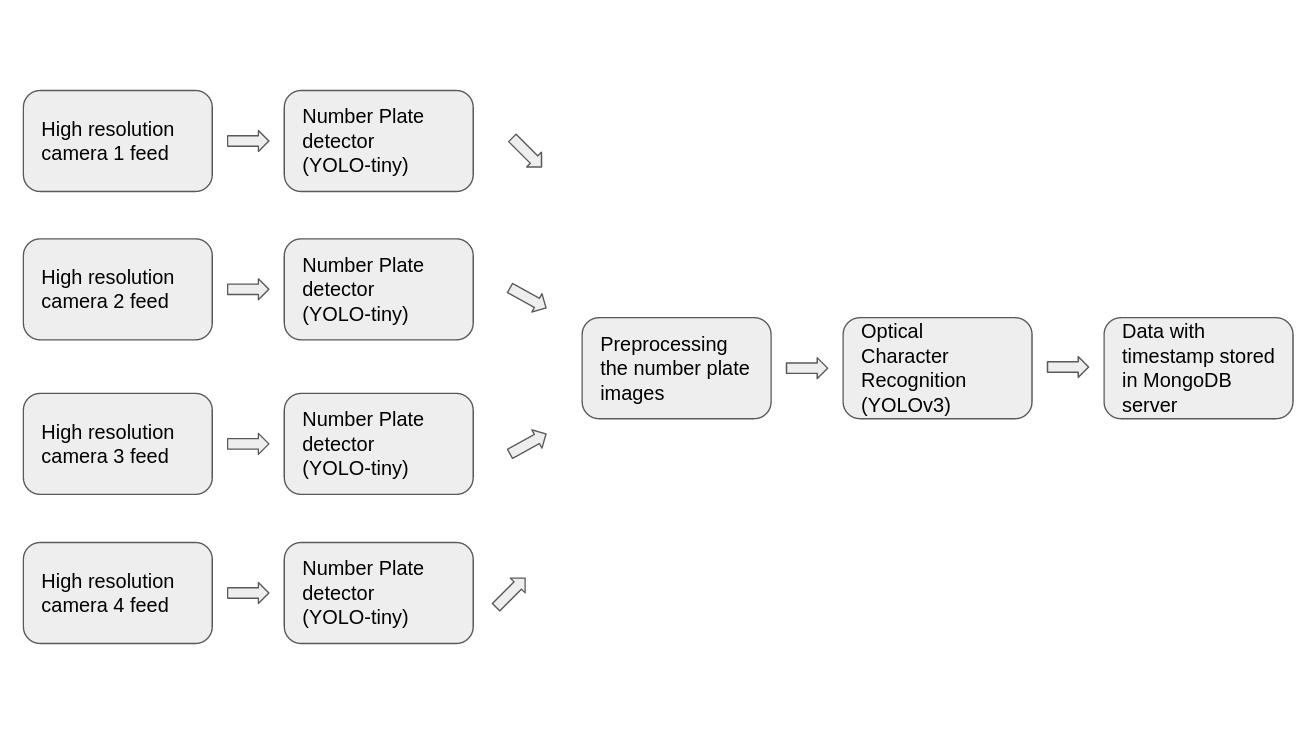 High resolution
camera 1 feed
Number Plate
detector
(YOLO-tiny)
High resolution
camera 2 feed
Number Plate
detector
(YOLO-tiny)
High resolution
camera 3 feed
Number Plate
detector
(YOLO-tiny)
High resolution
camera 4 feed
Number Plate
detector
(YOLO-tiny)
Preprocessing
the number plate
images
Optical
Character
Recognition
(YOLOv3)
Data with
timestamp stored
in MongoDB
server